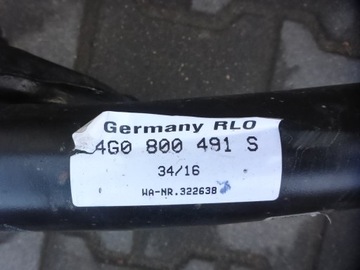 Germany RLO
4G0 800 491 S
34/16
WA-NR.322638